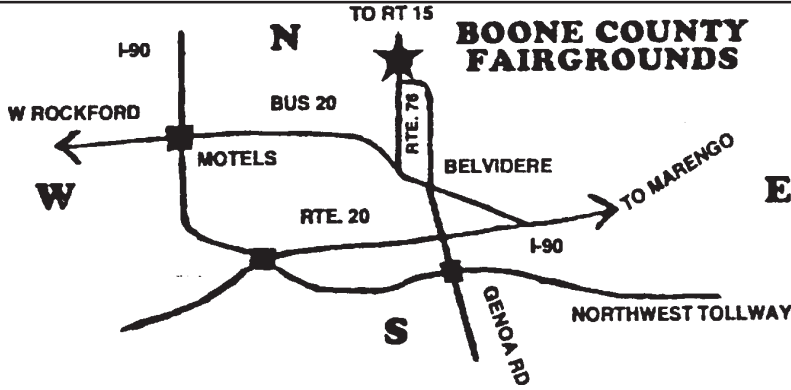 TO RT 15
N
BOONE COUNTY
FAIRGROUNDS
I-90
BUS 20
RTE. 76
W ROCKFORD
MOTELS
BELVIDERE
TO MARENGO
W
E
RTE. 20
I-90
S
GENOA RD
NORTHWEST TOLLWAY